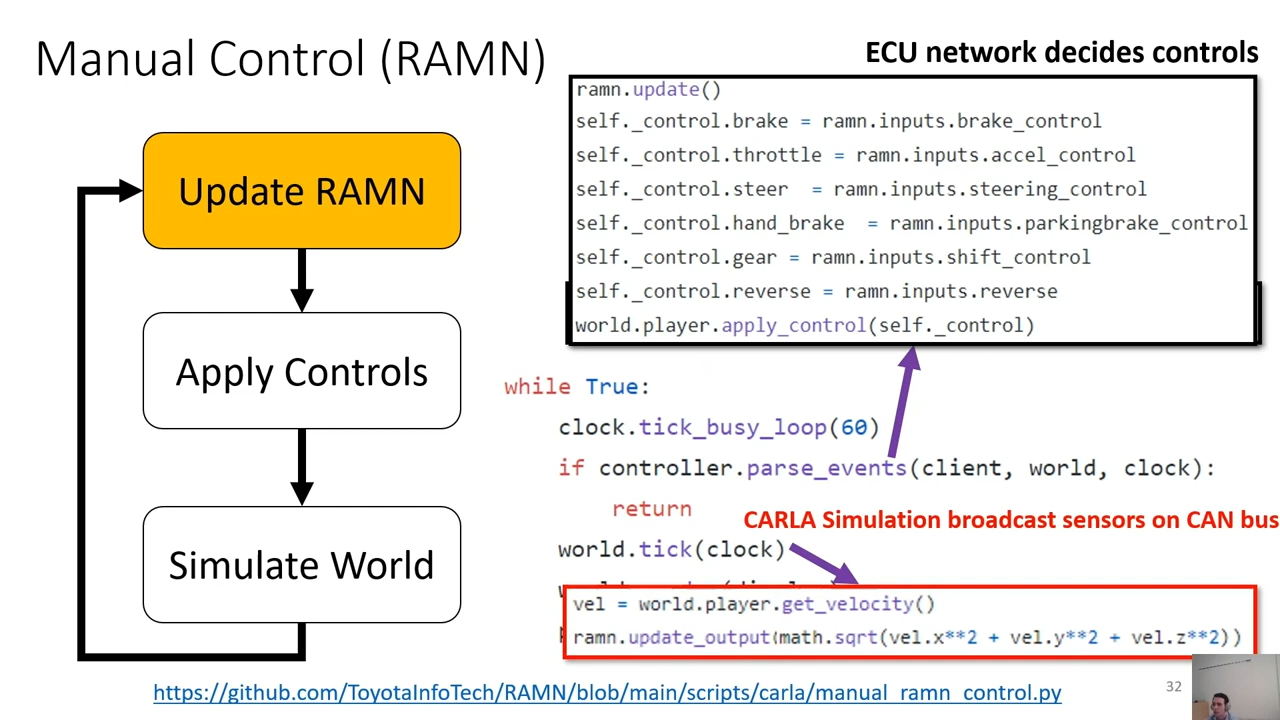 Manual Control (RAMN)
ECU network decides controls
Update RAMN
Apply Controls
Simulate World
ramn.update()
self._control.brake = ramn.inputs.brake_control
self._control.throttle = ramn.inputs.accel_control
self._control.steer  = ramn.inputs.steering_control
self._control.hand_brake  = ramn.inputs.parkingbrake_control
self._control.gear = ramn.inputs.shift_control
self._control.reverse = ramn.inputs.reverse
world.player.apply_control(self._control)
while True:
clock.tick_busy_loop(60)
if controller.parse_events(client, world, clock):
return
CARLA Simulation broadcast sensors on CAN bus
world.tick(clock)
vel = world.player.get_velocity()
ramn.update_output(math.sqrt(vel.x**2 + vel.y**2 + vel.z**2))
https://github.com/ToyotaInfoTech/RAMN/blob/main/scripts/carla/manual_ramn_control.py
32